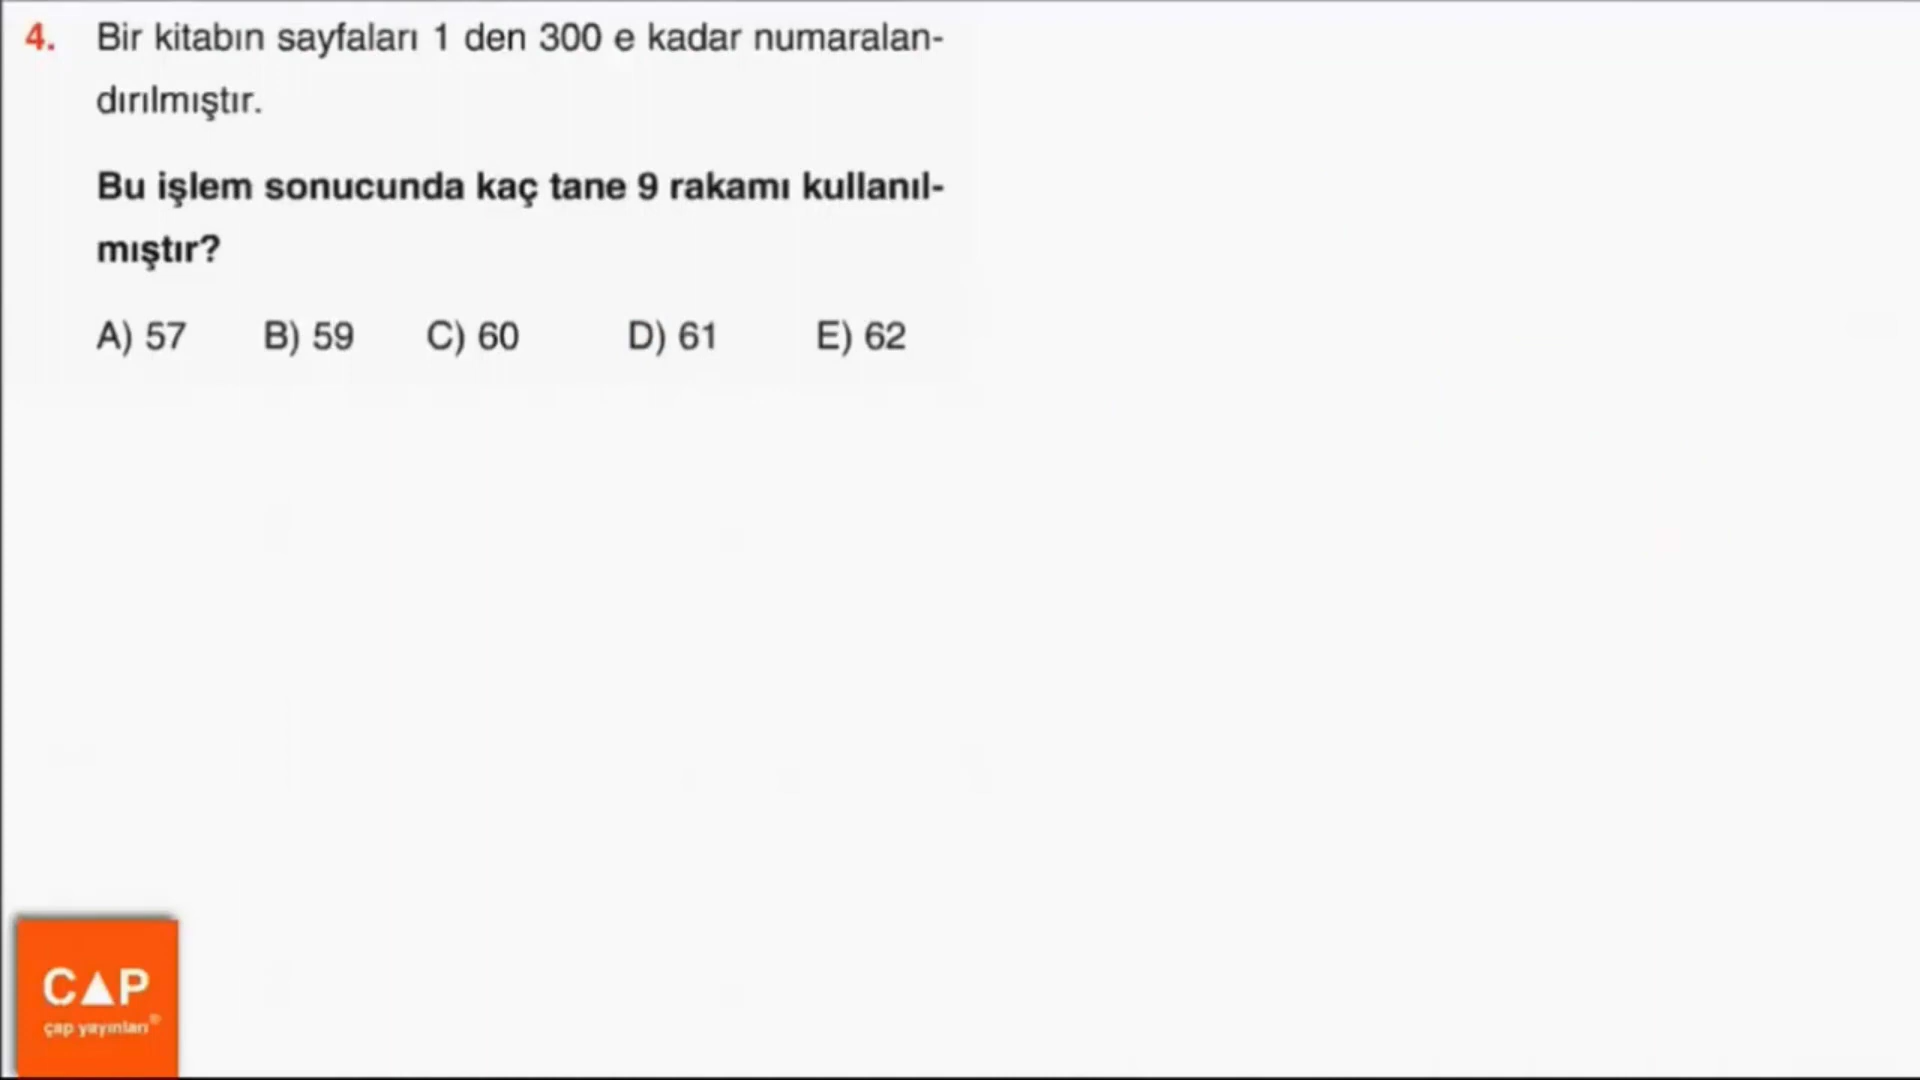 4. Bir kitabın sayfaları 1 den 300 e kadar numaralan-
dırılmıştır.
Bu işlem sonucunda kaç tane 9 rakamı kullanıl-
mıştır?
A) 57 B) 59 C) 60 D) 61 E) 62
C▲P
çap yayınları®